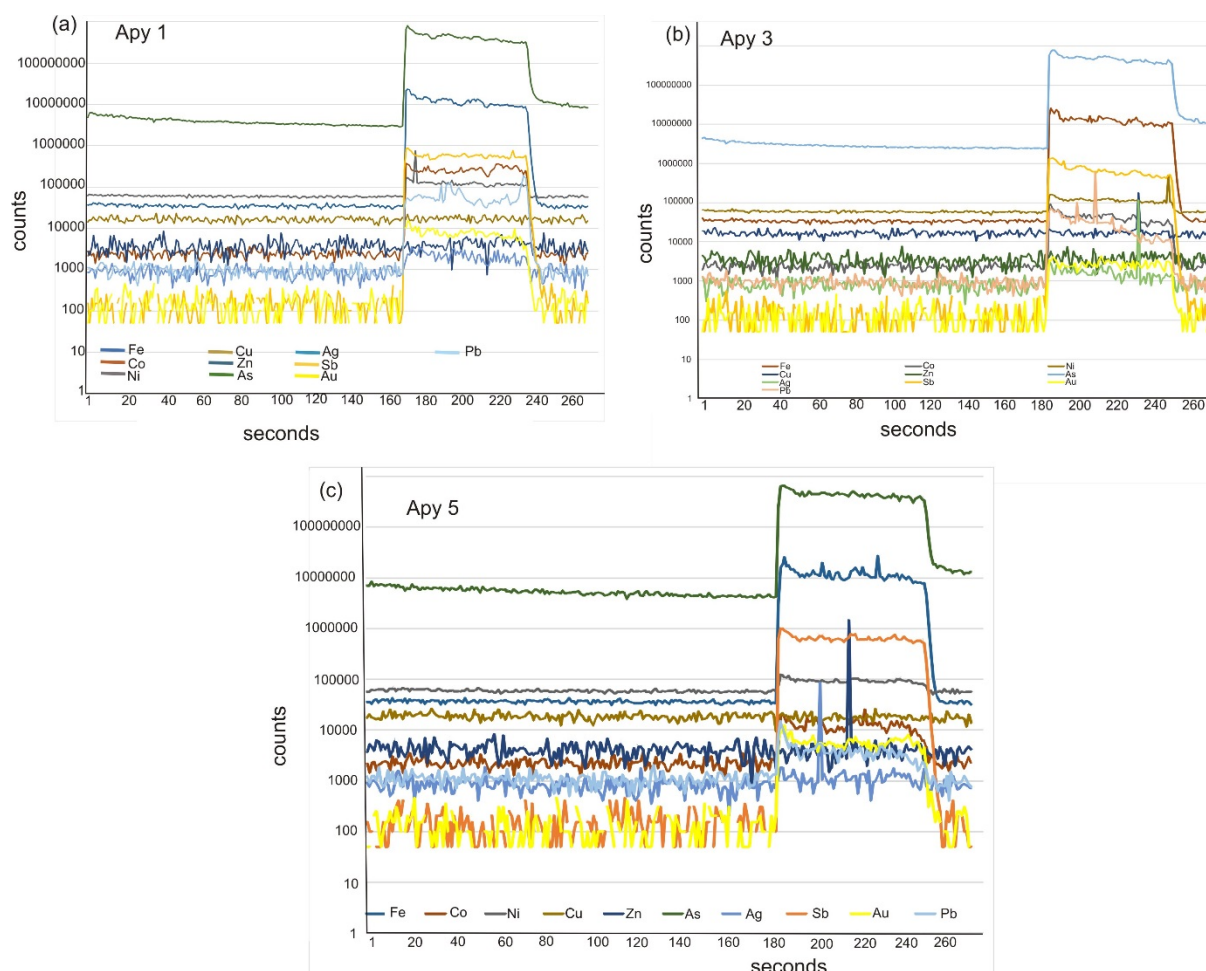 (a) Apy 1
100000000
10000000
1000000
100000
10000
1000
100
10
1
counts
Fe Cu Ag Pb
Co Zn Sb
Ni As Au
1 20 40 60 80 100 120 140 160 180 200 220 240 260
seconds
(b) Apy 3
100000000
10000000
1000000
100000
10000
1000
100
10
1
counts
Fe Co Ni
Cu Zn As
Ag Sb Au
Pb
1 20 40 60 80 100 120 140 160 180 200 220 240 260
seconds
(c) Apy 5
100000000
10000000
1000000
100000
10000
1000
100
10
1
counts
Fe Co Ni Cu Zn As Ag Sb Au Pb
1 20 40 60 80 100 120 140 160 180 200 220 240 260
seconds